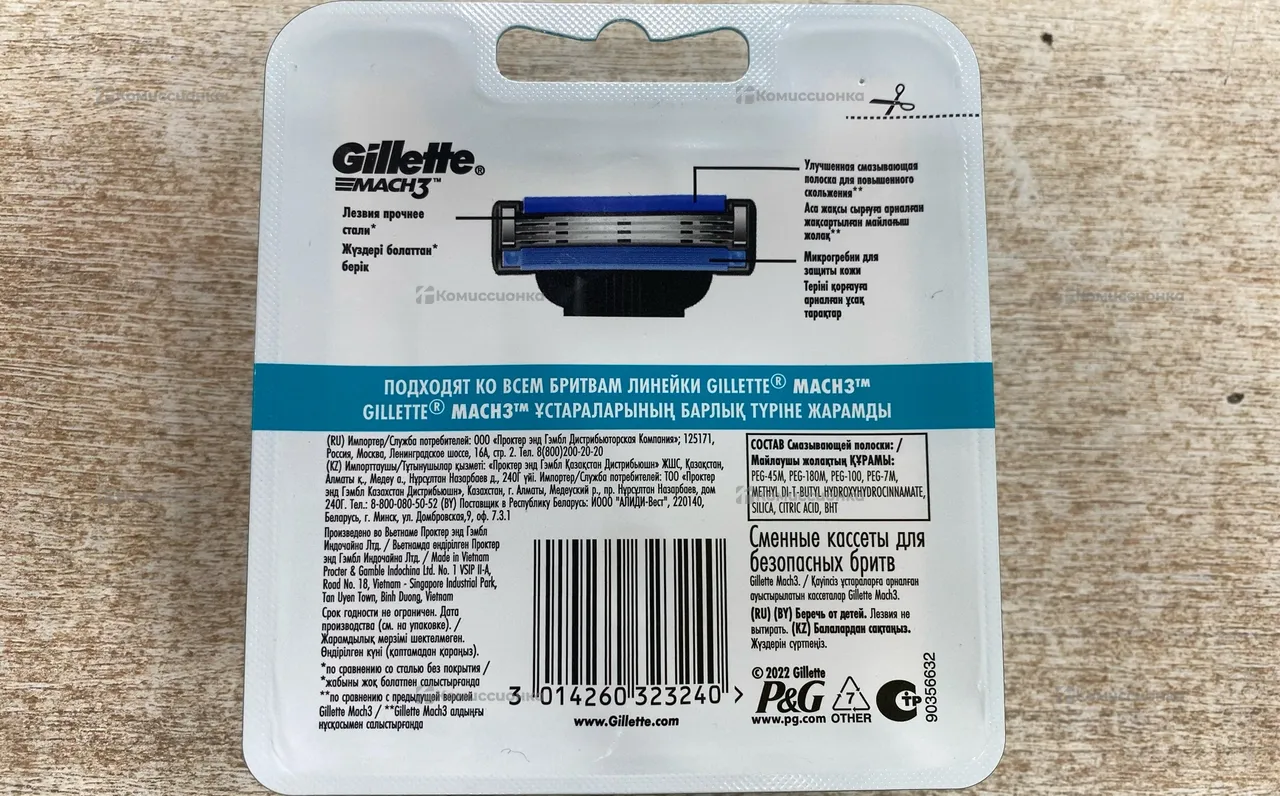 Комиссионка
Комиссионка
Gillette®
MACH3™
Лезвия прочнее
стали*
Жүздері болаттан*
берік
Улучшенная смазывающая
полоска для повышенного
скольжения**
Аса жақсы сырғуға арналған
жақсартылған майлағыш
жолақ**
Микрогребни для
защиты кожи
Теріні қорғауға
арналған ұсақ
тарақтар
Комиссионка
Комиссионка
ПОДХОДЯТ КО ВСЕМ БРИТВАМ ЛИНЕЙКИ GILLETTE® MACH3™
GILLETTE® MACH3™ ҰСТАРАЛАРЫНЫҢ БАРЛЫҚ ТҮРІНЕ ЖАРАМДЫ
(RU) Импортер/Служба потребителей: ООО «Проктер энд Гэмбл Дистрибьюторская Компания»; 125171,
Россия, Москва, Ленинградское шоссе, 16А, стр. 2. Тел. 8(800)200-20-20
(KZ) Импорттаушы/Тұтынушылар қызметі: «Проктер энд Гэмбл Казақстан Дистрибьюшн» ЖШС, Қазақстан,
Алматы қ., Медеу а., Нұрсұлтан Назарбаев д., 240Г үйі. Импортер/Служба потребителей: ТОО «Проктер
энд Гэмбл Казахстан Дистрибьюшн», Казахстан, г. Алматы, Медеуский р., пр. Нурсултан Назарбаев, дом
240Г. Тел.: 8-800-080-50-52 (BY) Поставщик в Республику Беларусь: ИООО "АЛИДИ-Вест", 220140,
Беларусь, г. Минск, ул. Домбровская,9, оф. 7.3.1
Произведено во Вьетнаме Проктер энд Гэмбл
Индочайна Лтд. / Вьетнамда өндірілген Проктер
энд Гэмбл Индочайна Лтд. / Made in Vietnam
Procter & Gamble Indochina Ltd. No. 1 VSIP II-A,
Road No. 18, Vietnam - Singapore Industrial Park,
Tan Uyen Town, Binh Duong, Vietnam
Срок годности не ограничен. Дата
производства (см. на упаковке). /
Жарамдылық мерзімі шектелмеген.
Өндірілген күні (қаптамадан қараңыз).
*по сравнению со сталью без покрытия /
*жабыны жоқ болатпен салыстырғанда
**по сравнению с предыдущей версией
Gillette Mach3 / **Gillette Mach3 алдыңғы
нұсқасымен салыстырғанда
3 014260 323240 >
www.Gillette.com
СОСТАВ Смазывающей полоски: /
Майлаушы жолақтың ҚҰРАМЫ:
PEG-45M, PEG-180M, PEG-100, PEG-7M,
METHYL DI-T-BUTYL HYDROXYHYDROCINNAMATE,
SILICA, CITRIC ACID, BHT
Комиссионка
Сменные кассеты для
безопасных бритв
Gillette Mach3. / Қауіпсіз ұстараларға арналған
ауыстырылатын кассеталар Gillette Mach3.
(RU) (BY) Беречь от детей. Лезвия не
вытирать. (KZ) Балалардан сақтаңыз.
Жүздерін сүртпеңіз.
© 2022 Gillette
P&G
www.pg.com
7
OTHER
СТР
90356632
Комиссионка